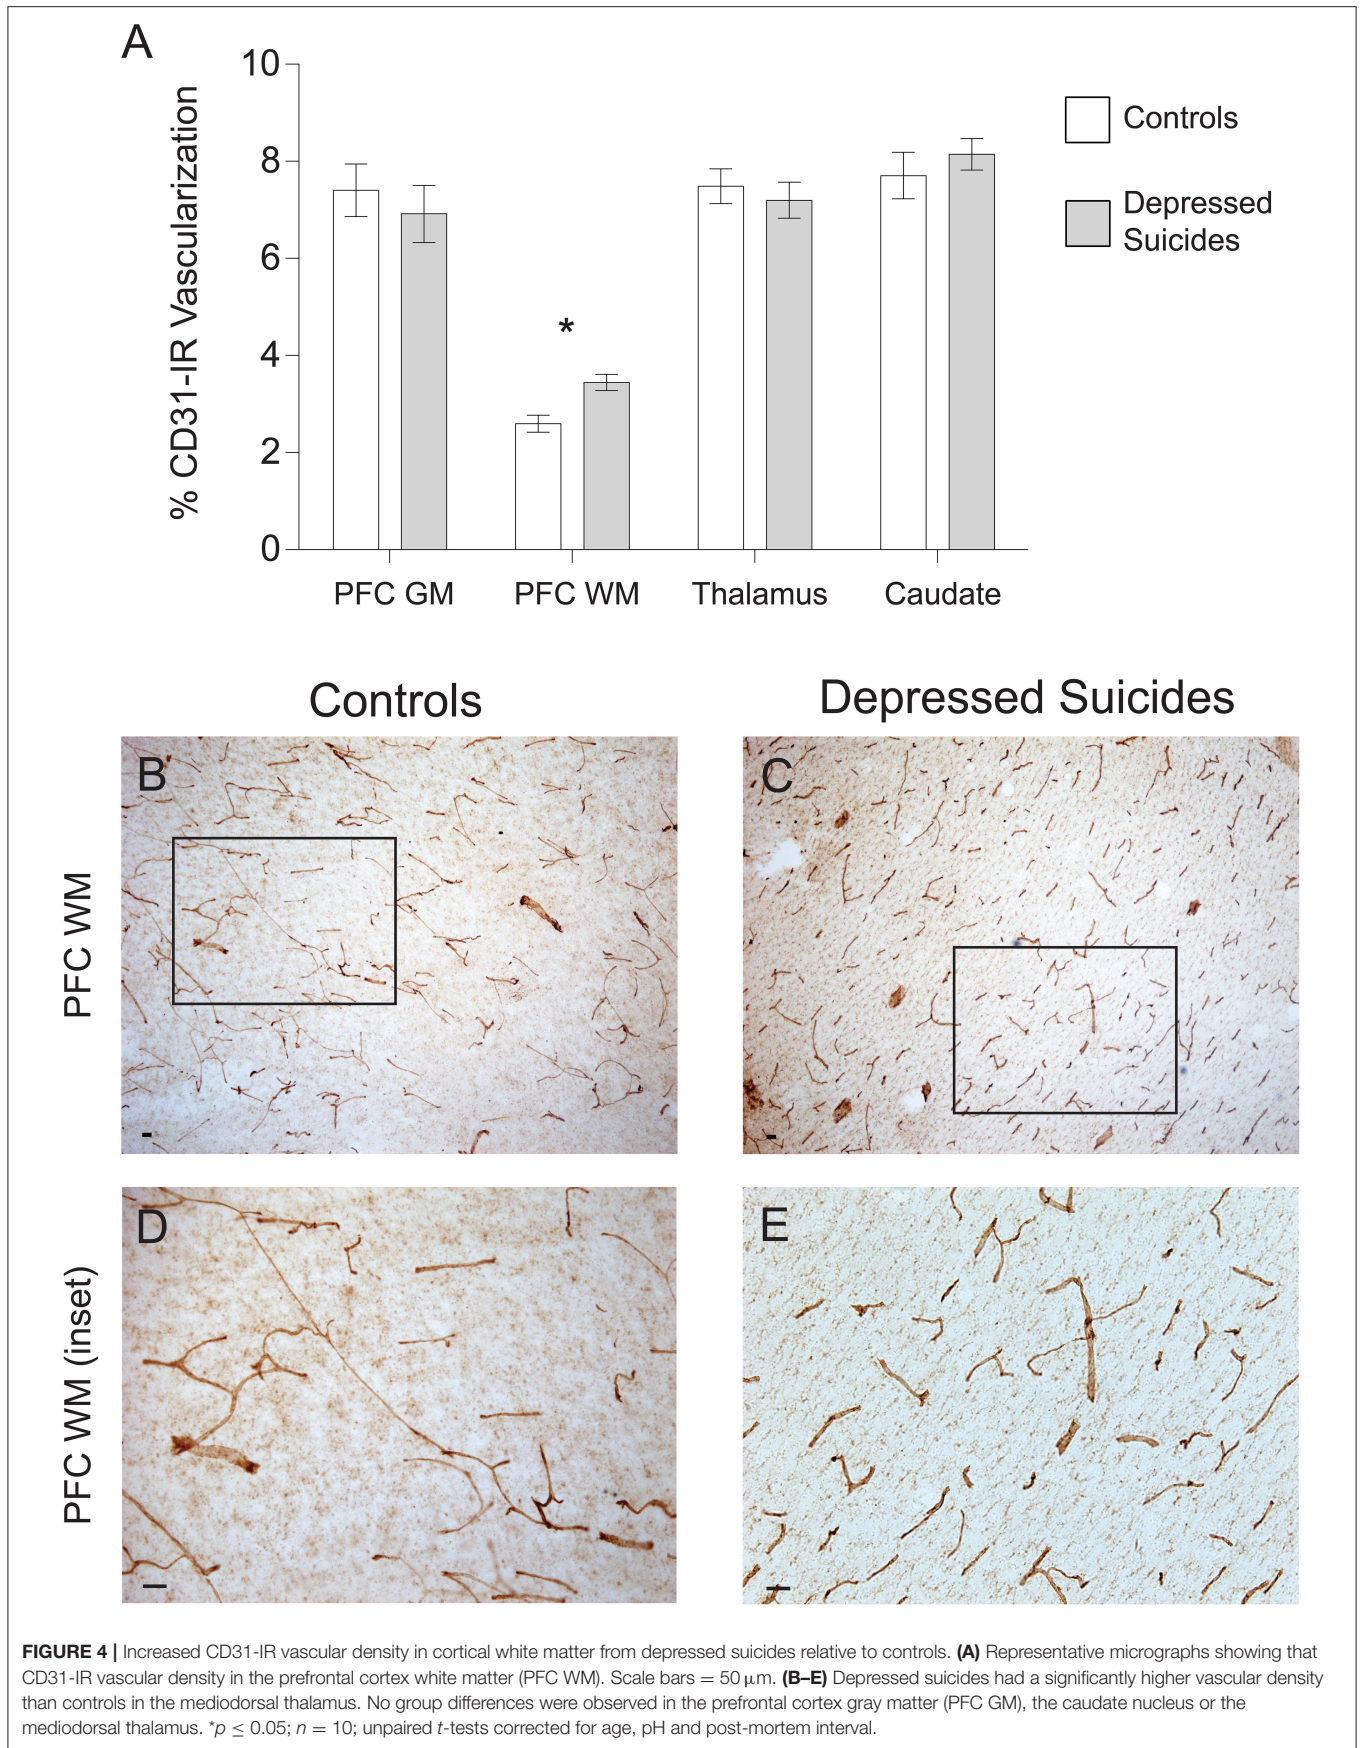 A
10
8
6
4
2
0
% CD31-IR Vascularization
*
Controls
Depressed
Suicides
PFC GM
PFC WM
Thalamus
Caudate
Controls
Depressed Suicides
PFC WM
B
C
PFC WM (inset)
D
E
FIGURE 4 | Increased CD31-IR vascular density in cortical white matter from depressed suicides relative to controls. (A) Representative micrographs showing that
CD31-IR vascular density in the prefrontal cortex white matter (PFC WM). Scale bars = 50 μm. (B–E) Depressed suicides had a significantly higher vascular density
than controls in the mediodorsal thalamus. No group differences were observed in the prefrontal cortex gray matter (PFC GM), the caudate nucleus or the
mediodorsal thalamus. *p ≤ 0.05; n = 10; unpaired t-tests corrected for age, pH and post-mortem interval.